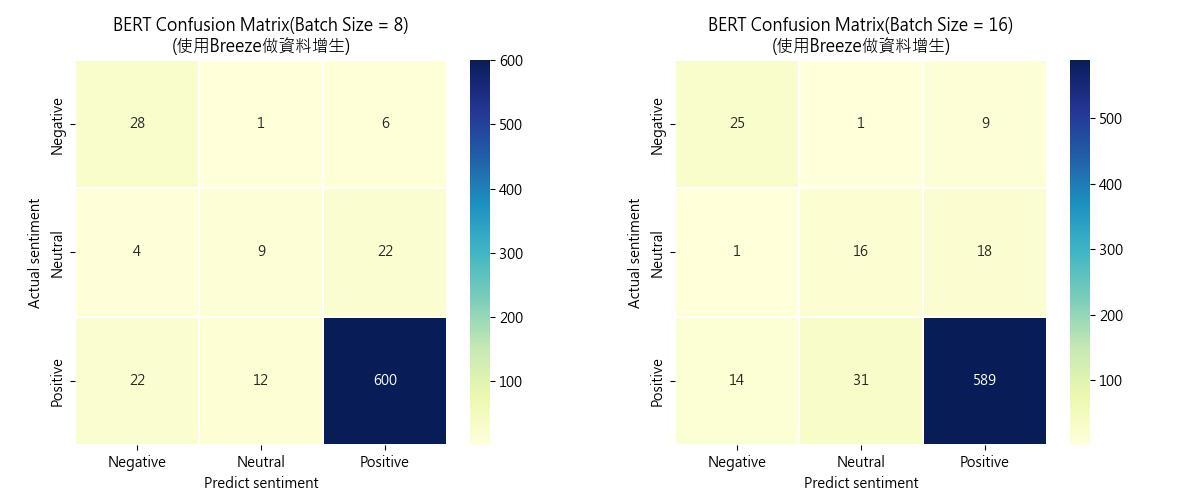 BERT Confusion Matrix(Batch Size = 8)
(使用Breeze做資料增生)
Actual sentiment
Negative
28
1
6
Neutral
4
9
22
Positive
22
12
600
Negative
Neutral
Positive
Predict sentiment
600
500
400
300
200
100
BERT Confusion Matrix(Batch Size = 16)
(使用Breeze做資料增生)
Actual sentiment
Negative
25
1
9
Neutral
1
16
18
Positive
14
31
589
Negative
Neutral
Positive
Predict sentiment
500
400
300
200
100